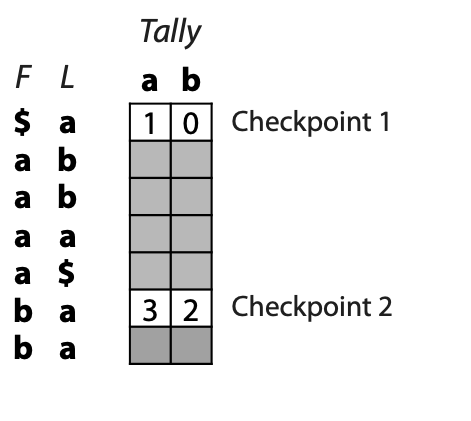 Tally
F L a b
$ a 1 0 Checkpoint 1
a b
a b
a a
a $
b a 3 2 Checkpoint 2
b a